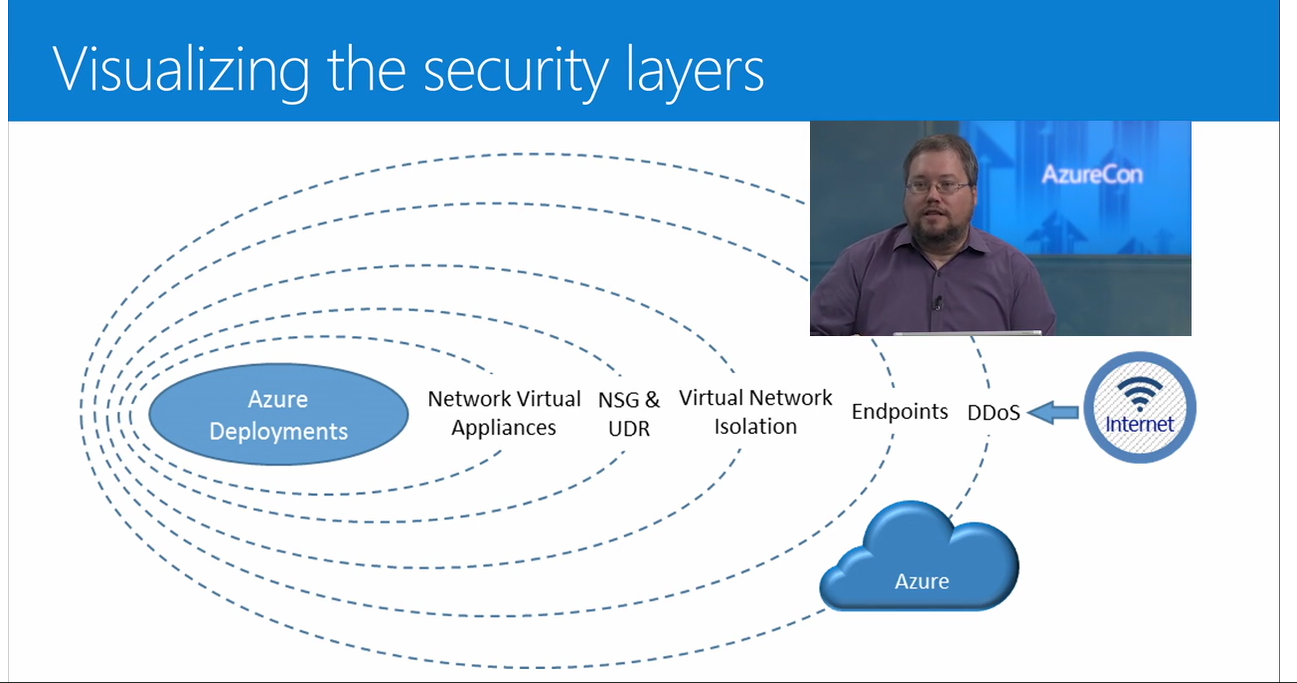 Visualizing the security layers
AzureCon
Azure
Deployments
Network Virtual
Appliances
NSG &
UDR
Virtual Network
Isolation
Endpoints
DDoS
Internet
Azure